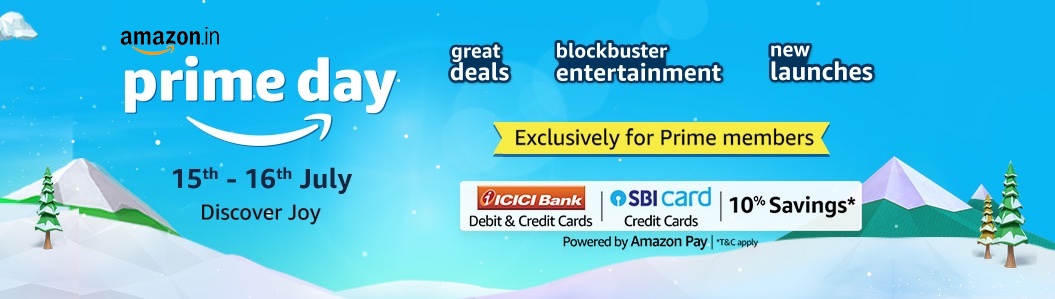 amazon.in
prime day
15th - 16th July
Discover Joy
great
deals
blockbuster
entertainment
new
launches
Exclusively for Prime members
ICICI Bank
Debit & Credit Cards
SBI card
Credit Cards
10% Savings*
Powered by Amazon Pay | *T&C apply